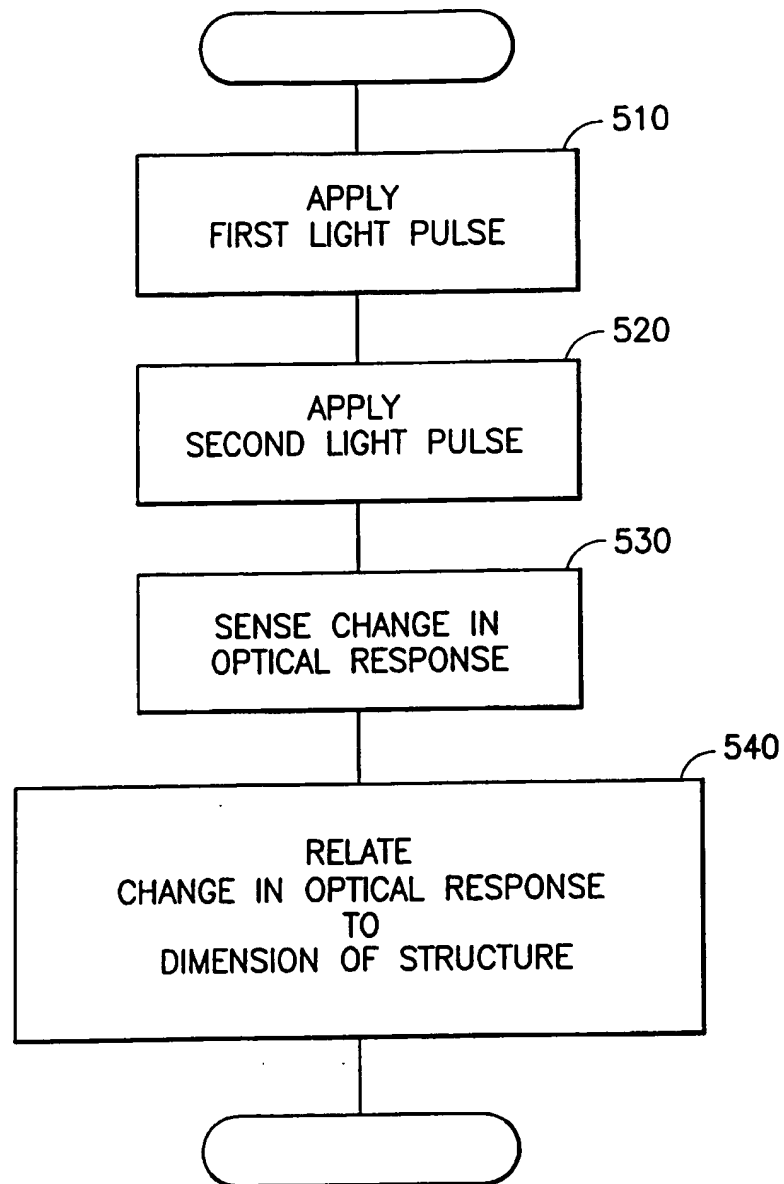 510
APPLY
FIRST LIGHT PULSE
520
APPLY
SECOND LIGHT PULSE
530
SENSE CHANGE IN
OPTICAL RESPONSE
540
RELATE
CHANGE IN OPTICAL RESPONSE
TO
DIMENSION OF STRUCTURE